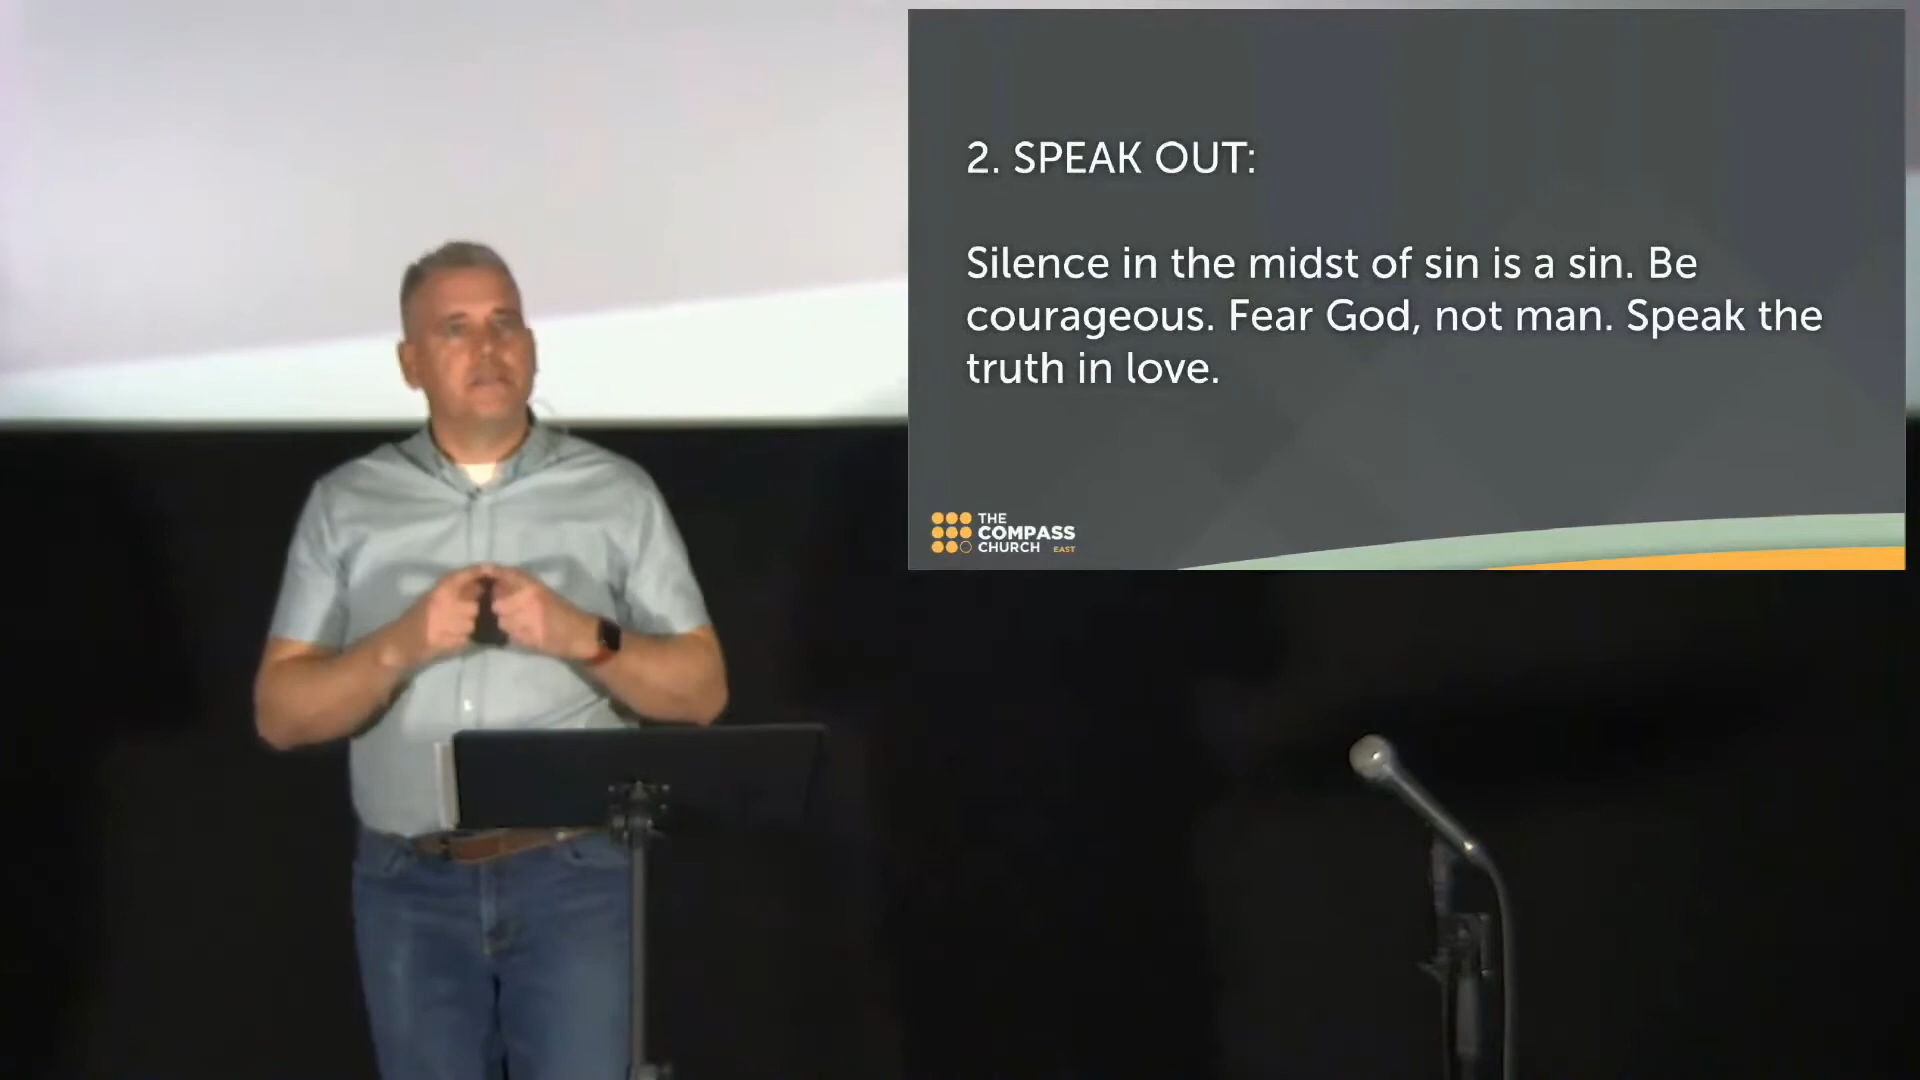 2. SPEAK OUT:
Silence in the midst of sin is a sin. Be
courageous. Fear God, not man. Speak the
truth in love.
THE
COMPASS
CHURCH EAST